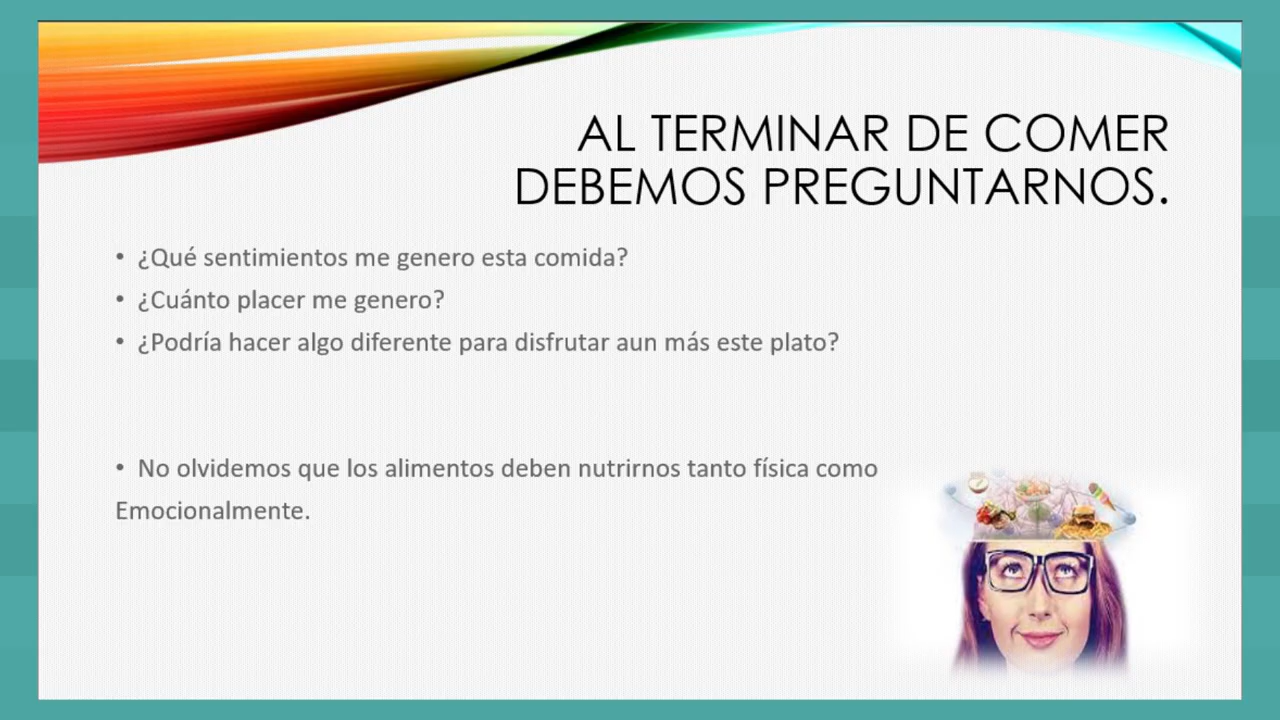 AL TERMINAR DE COMER
DEBEMOS PREGUNTARNOS.
• ¿Qué sentimientos me genero esta comida?
• ¿Cuánto placer me genero?
• ¿Podría hacer algo diferente para disfrutar aun más este plato?
• No olvidemos que los alimentos deben nutrirnos tanto física como
Emocionalmente.